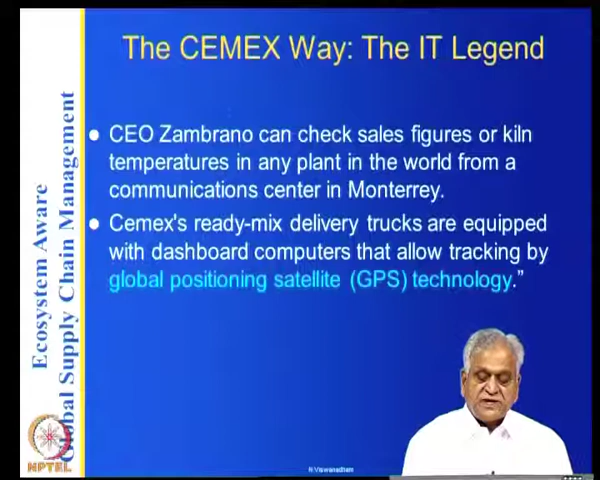 The CEMEX Way: The IT Legend
CEO Zambrano can check sales figures or kiln
temperatures in any plant in the world from a
communications center in Monterrey.
Cemex's ready-mix delivery trucks are equipped
with dashboard computers that allow tracking by
global positioning satellite (GPS) technology."
Ecosystem Aware
Global Supply Chain Management
NPTEL
N.Viswanadham